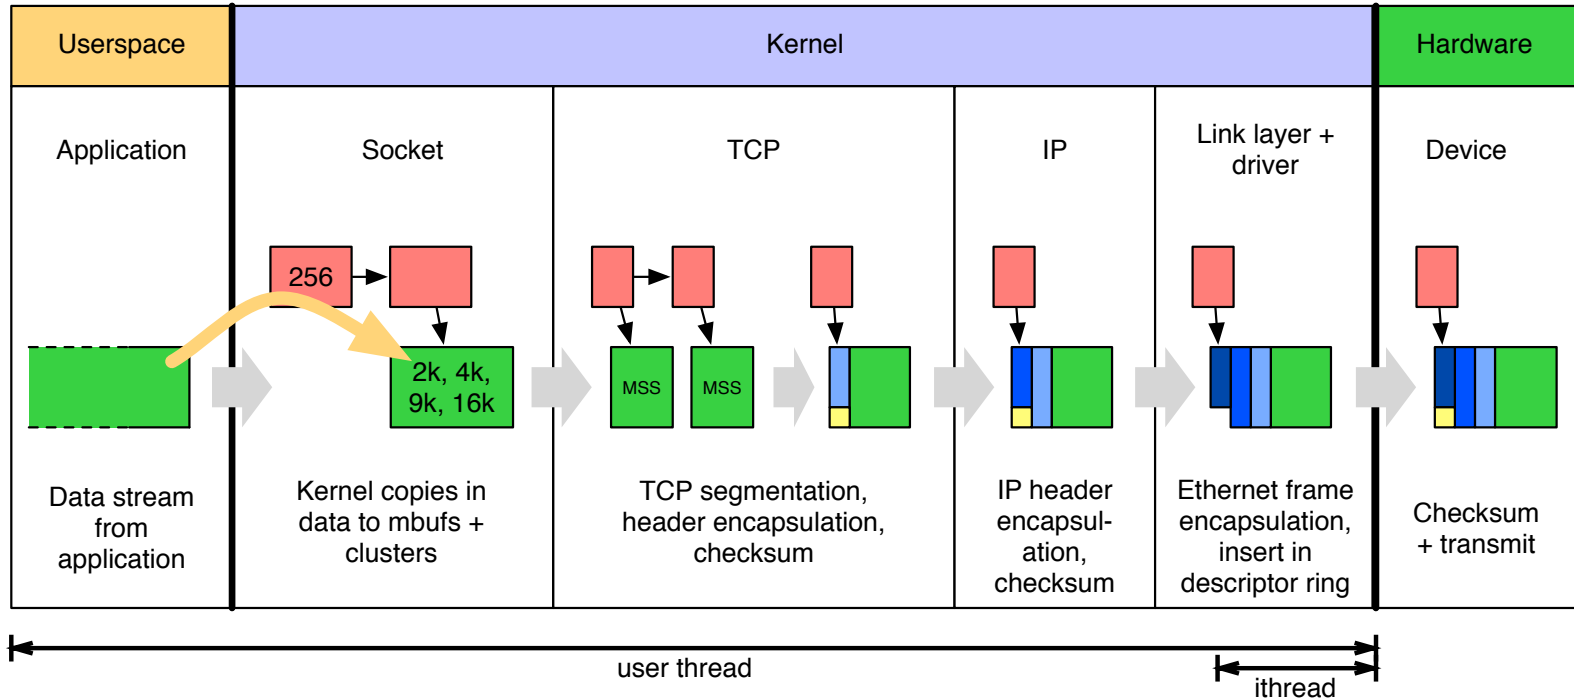 Userspace
Kernel
Hardware
Application
Socket
TCP
IP
Link layer +
driver
Device
256
2k, 4k,
9k, 16k
MSS
MSS
Data stream
from
application
Kernel copies in
data to mbufs +
clusters
TCP segmentation,
header encapsulation,
checksum
IP header
encapsul-
ation,
checksum
Ethernet frame
encapsulation,
insert in
descriptor ring
Checksum
+ transmit
user thread
ithread